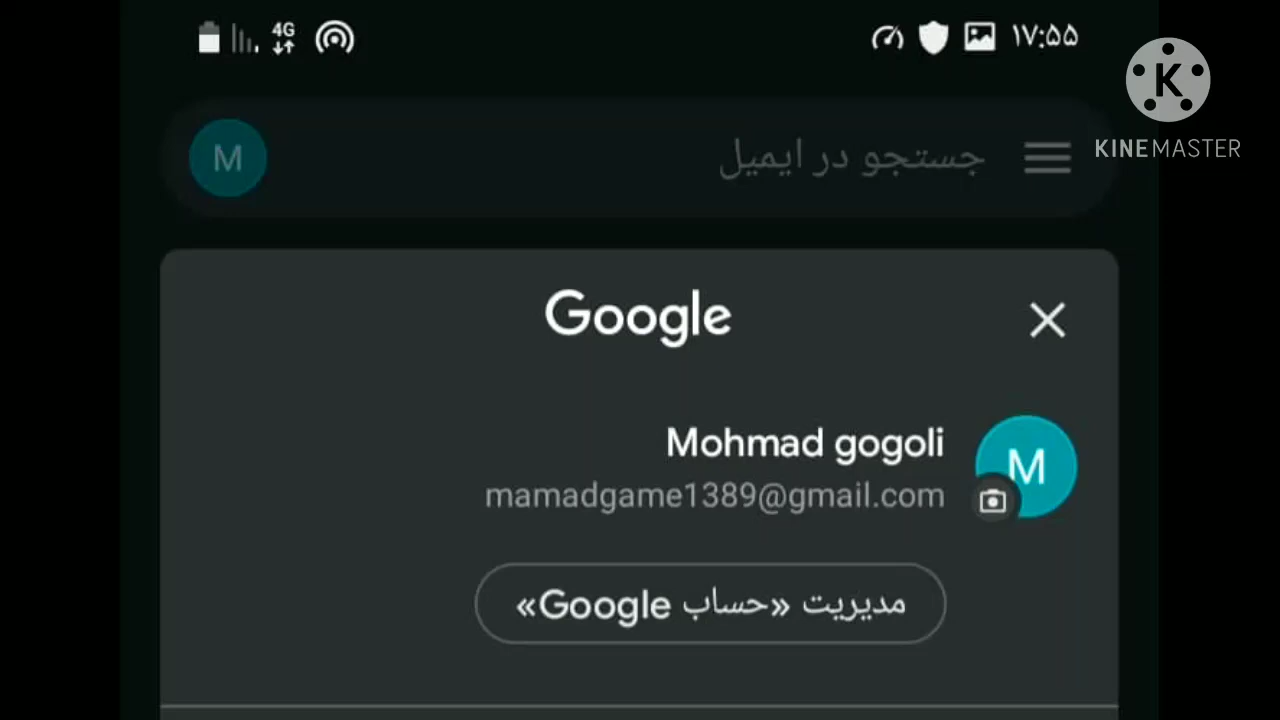 4G
۱۷:۵۵
K
KINEMASTER
M
جستجو در ایمیل
Google
Mohmad gogoli
M
mamadgame1389@gmail.com
مدیریت «حساب Google»